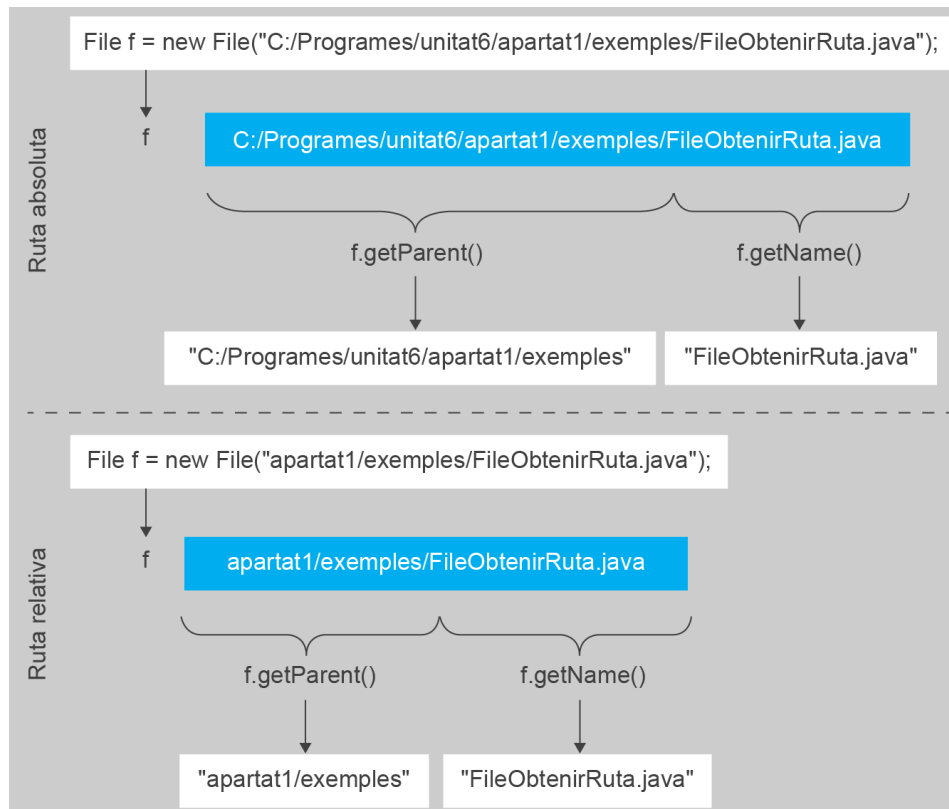 File f = new File("C:/Programes/unitat6/apartat1/exemples/FileObtenirRuta.java");
Ruta absoluta
f
C:/Programes/unitat6/apartat1/exemples/FileObtenirRuta.java
f.getParent()
f.getName()
"C:/Programes/unitat6/apartat1/exemples"
"FileObtenirRuta.java"
File f = new File("apartat1/exemples/FileObtenirRuta.java");
Ruta relativa
f
apartat1/exemples/FileObtenirRuta.java
f.getParent()
f.getName()
"apartat1/exemples"
"FileObtenirRuta.java"